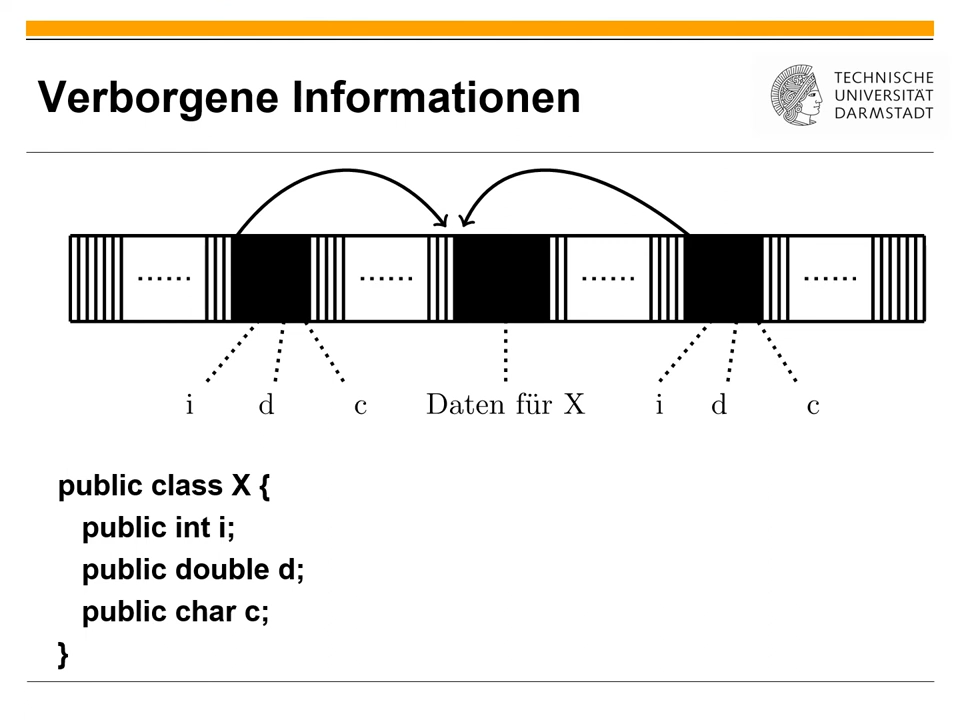 Verborgene Informationen
TECHNISCHE
UNIVERSITÄT
DARMSTADT
...... ...... ...... ......
i d c Daten für X i d c
public class X {
public int i;
public double d;
public char c;
}